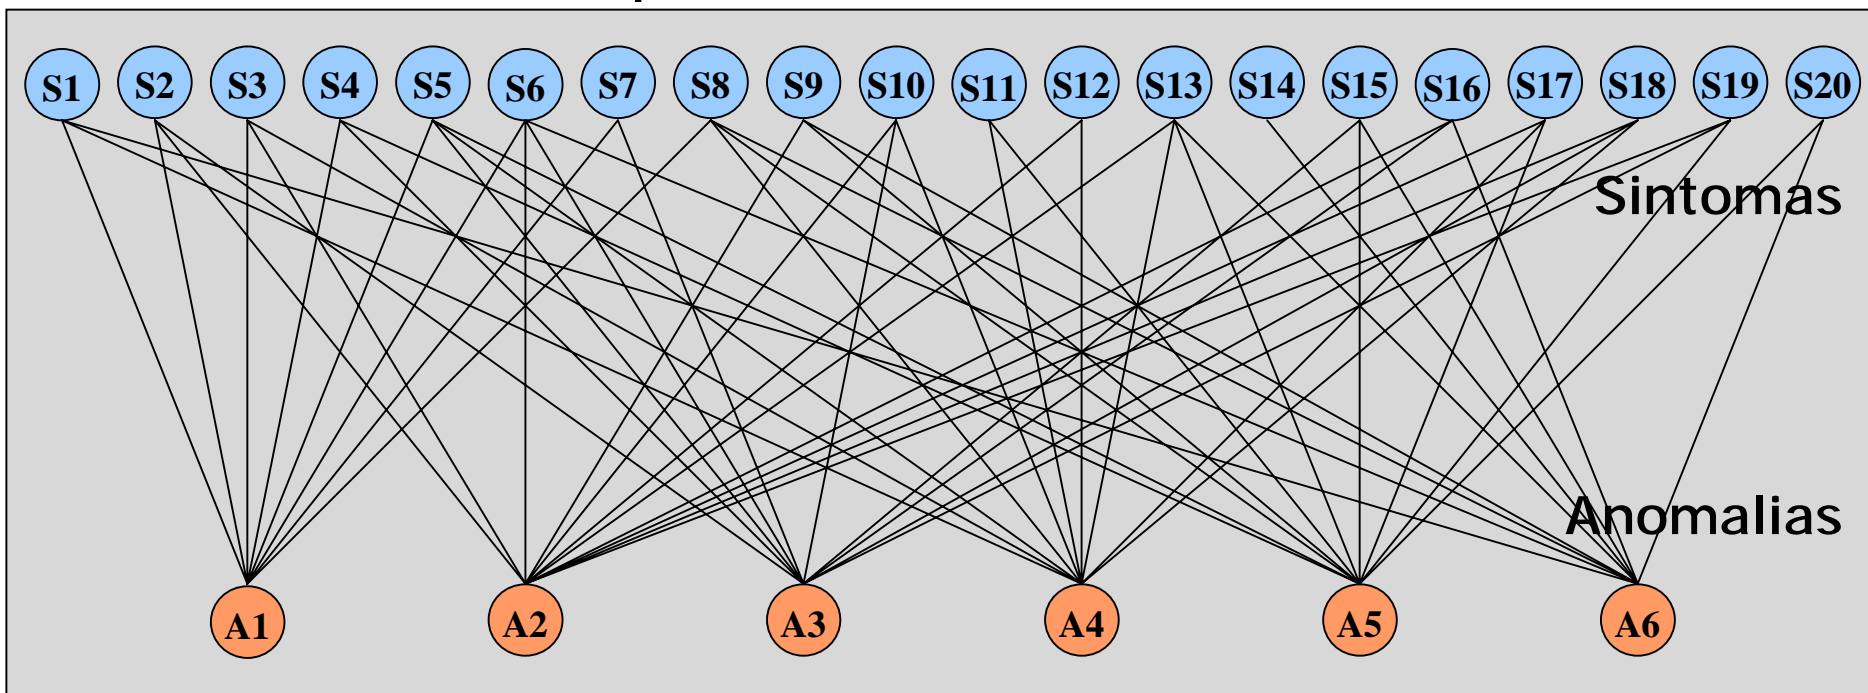 S1 S2 S3 S4 S5 S6 S7 S8 S9 S10 S11 S12 S13 S14 S15 S16 S17 S18 S19 S20
Sintomas
Anomalias
A1 A2 A3 A4 A5 A6